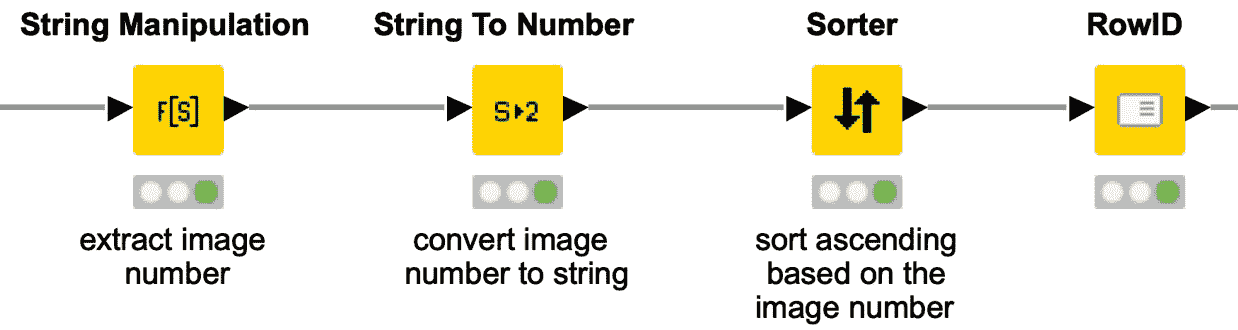 String Manipulation
String To Number
Sorter
RowID
F[S]
S▸2
extract image
number
convert image
number to string
sort ascending
based on the
image number